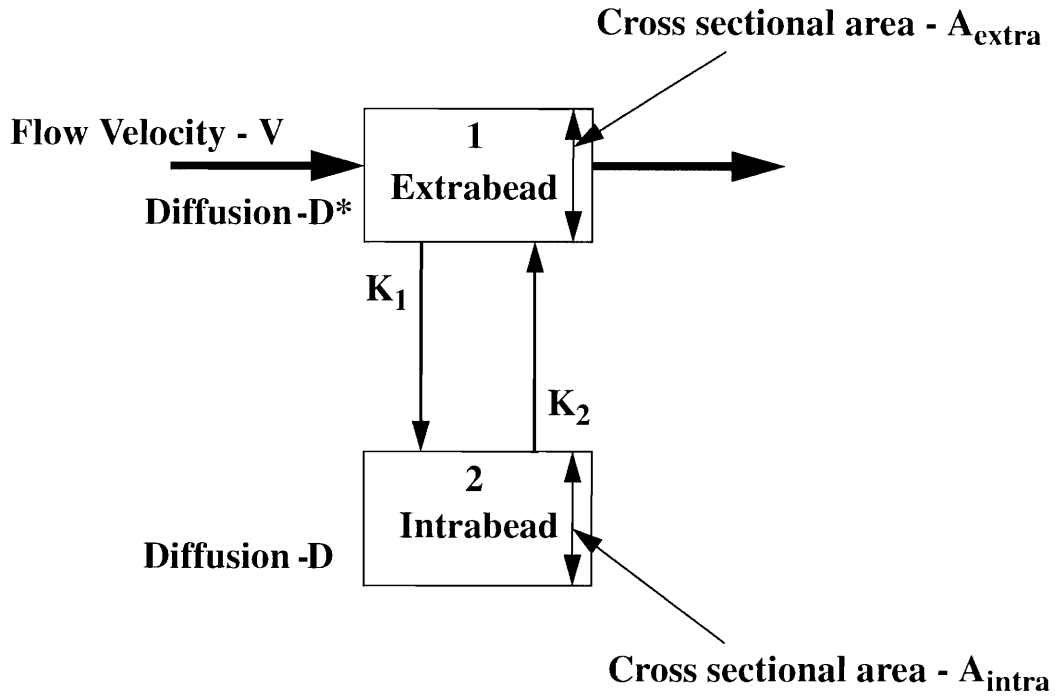 Cross sectional area - A_extra
Flow Velocity - V
1
Extrabead
Diffusion -D*
K_1
K_2
2
Intrabead
Diffusion -D
Cross sectional area - A_intra